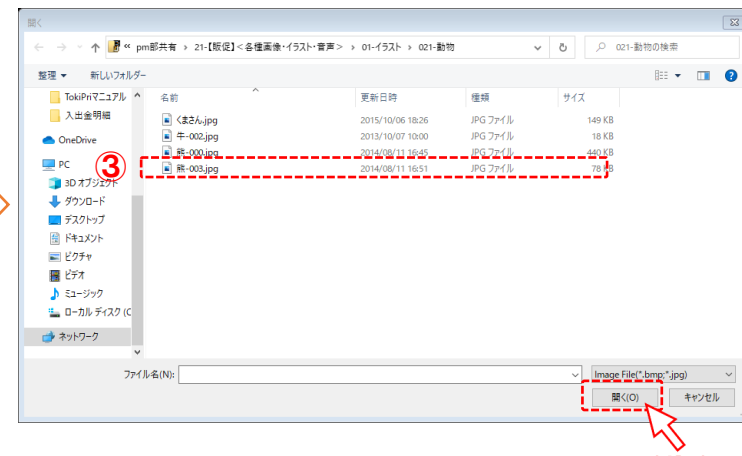 開く
pm部共有 › 21-【販促】<各種画像・イラスト・音声> › 01-イラスト › 021-動物
021-動物の検索
整理 新しいフォルダー
名前 更新日時 種類 サイズ
TokiPriマニュアル
入出金明細
OneDrive
PC
3D オブジェクト
ダウンロード
デスクトップ
ドキュメント
ピクチャ
ビデオ
ミュージック
ローカル ディスク (C
ネットワーク
くまさん.jpg 2015/10/06 18:26 JPG ファイル 149 KB
牛-002.jpg 2013/10/07 10:00 JPG ファイル 18 KB
熊-000.jpg 2014/08/11 16:45 JPG ファイル 440 KB
③
熊-003.jpg 2014/08/11 16:51 JPG ファイル 78 KB
ファイル名(N):
Image File(*.bmp;*.jpg)
開く(O) キャンセル